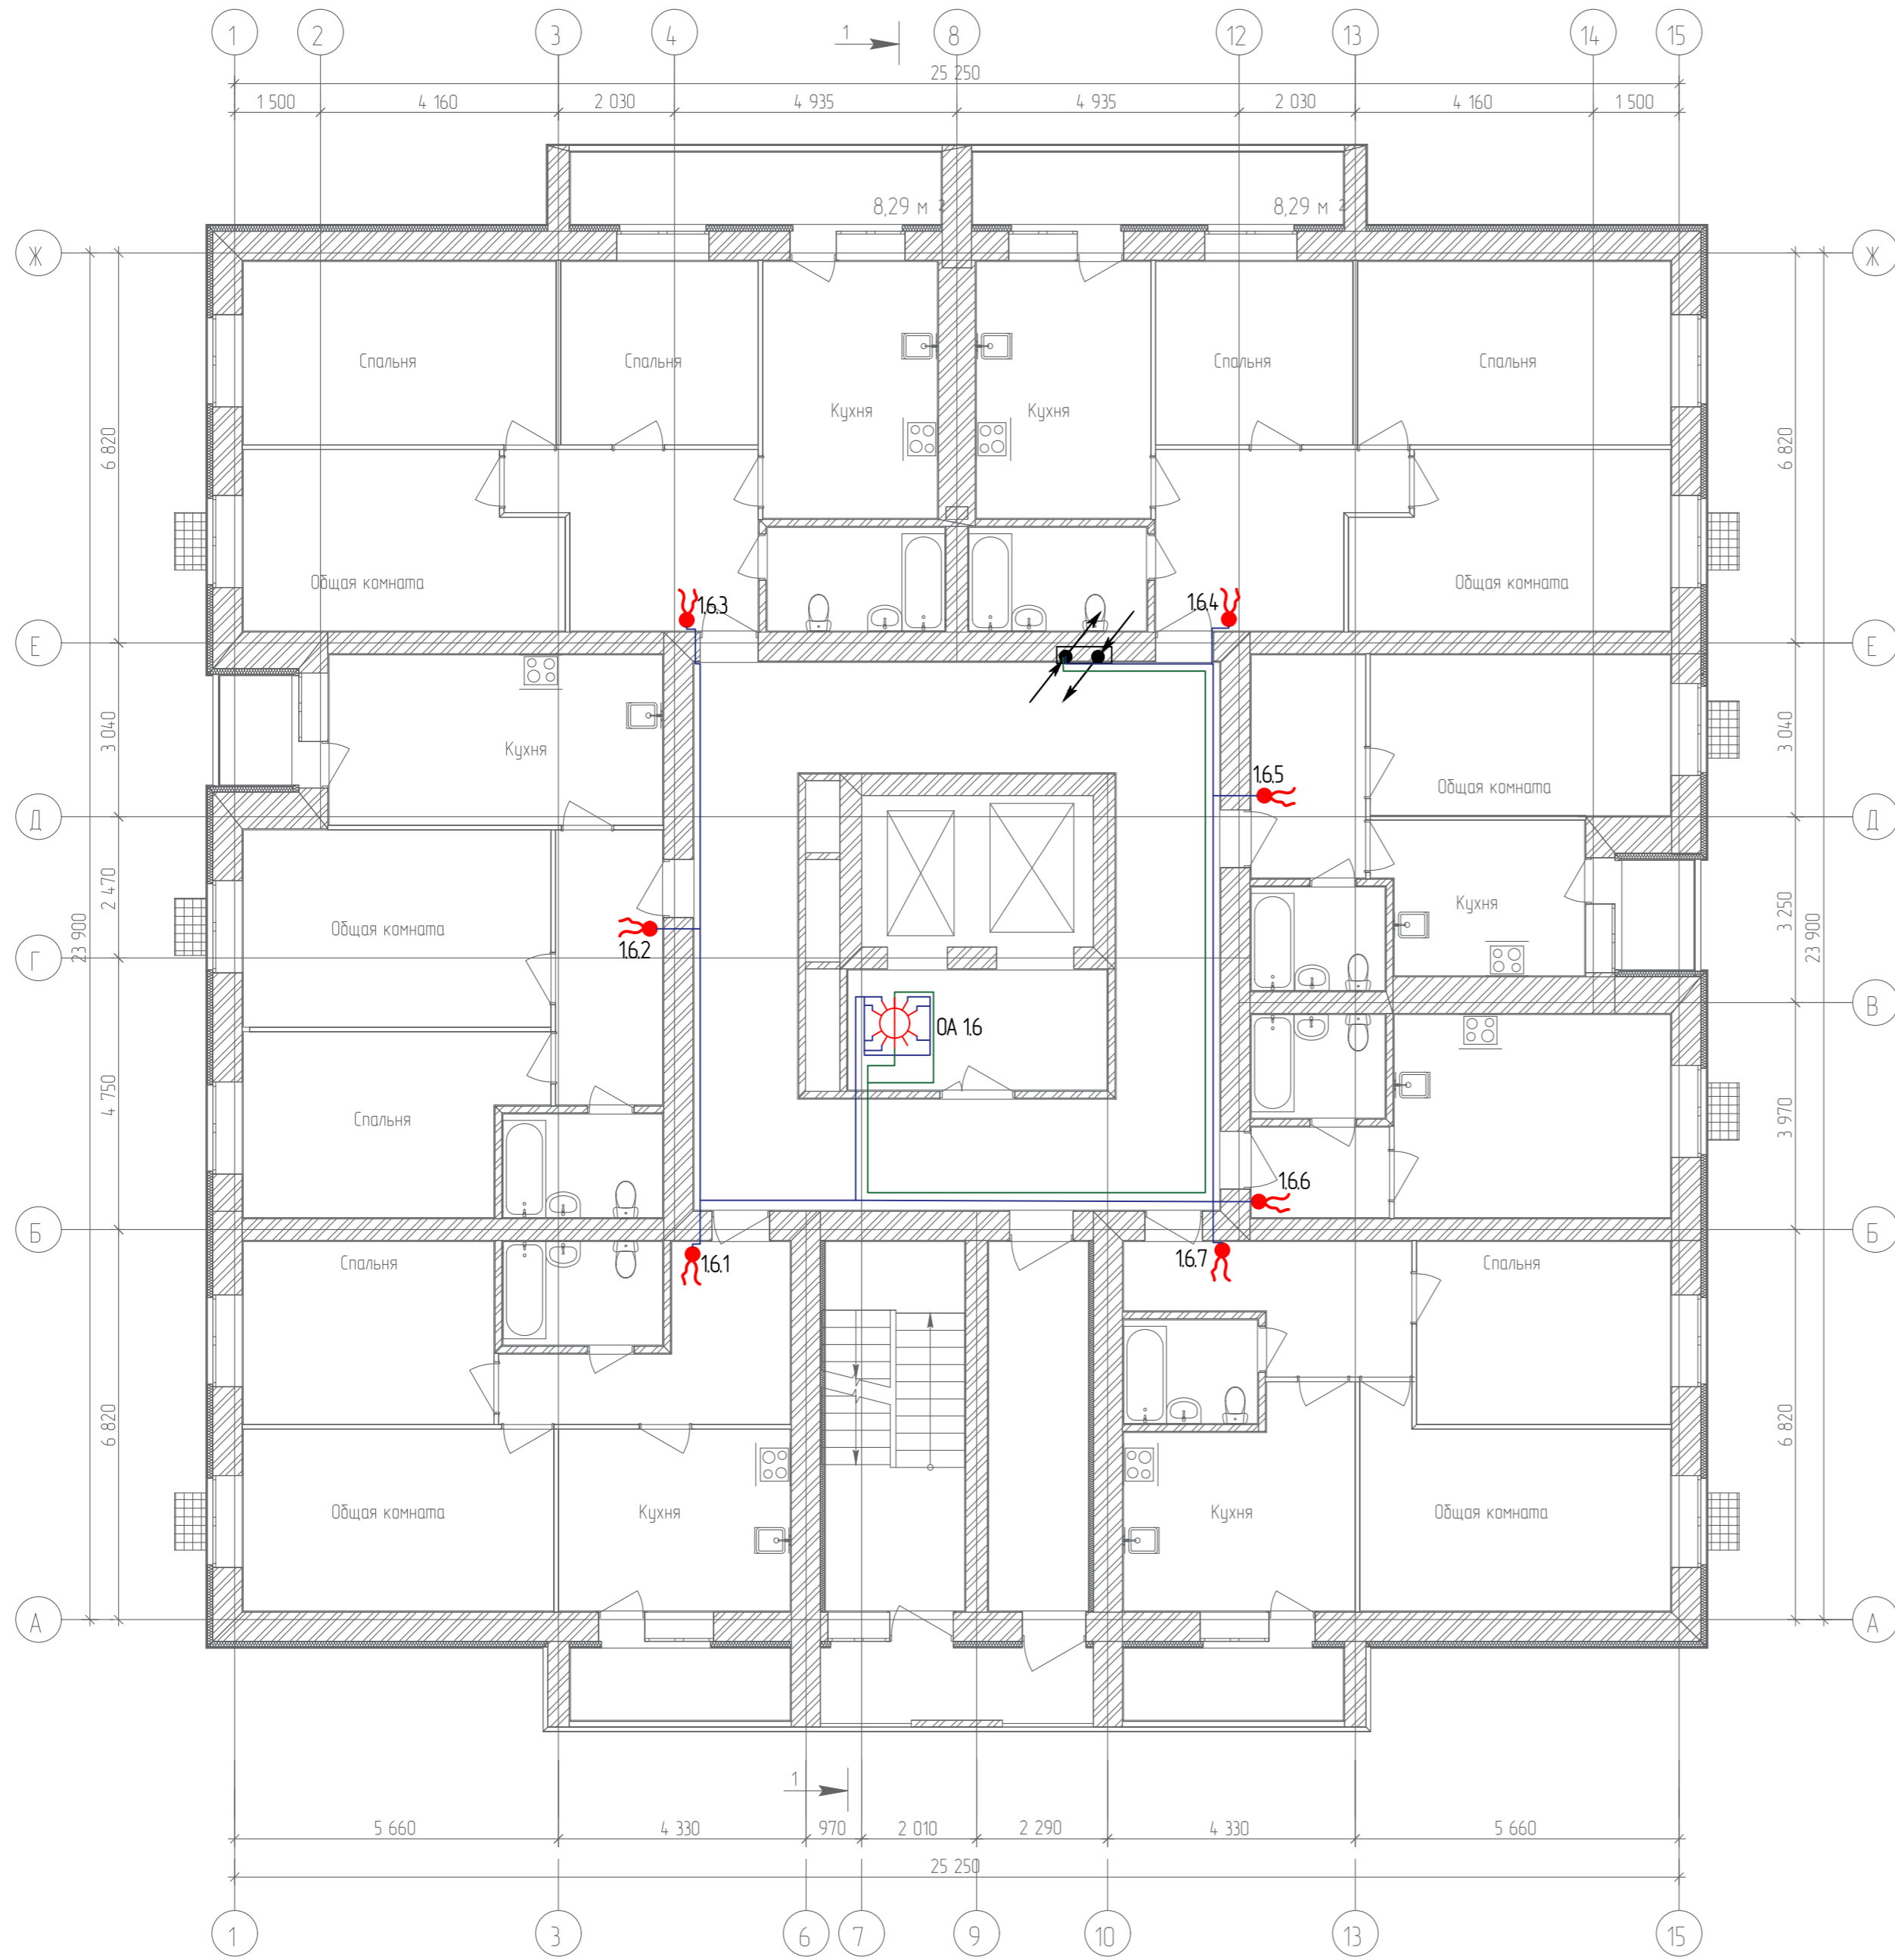 1 2 3 4 1 8 12 13 14 15
25 250
1 500 4 160 2 030 4 935 4 935 2 030 4 160 1 500
8,29 м 2 8,29 м 2
Ж Ж
Спальня Спальня Спальня Спальня
Кухня Кухня
6 820 6 820
Общая комната Общая комната
1.6.3 1.6.4
Е Е
3 040 Кухня 3 040
1.6.5
Общая комната
Д Д
2 470
Кухня
3 250
Общая комната
23 900 23 900
1.6.2
Г
В
ОА 1.6
4 750 3 970
Спальня
1.6.6
Б Б
1.6.1 1.6.7
Спальня Спальня
6 820 6 820
Общая комната Кухня Кухня Общая комната
А А
1
5 660 4 330 970 2 010 2 290 4 330 5 660
25 250
1 3 6 7 9 10 13 15